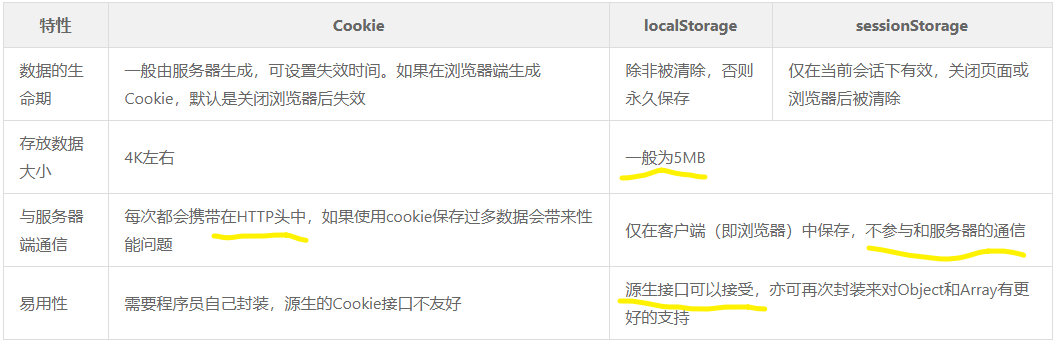 特性
Cookie
localStorage
sessionStorage
数据的生
命期
一般由服务器生成，可设置失效时间。如果在浏览器端生成
Cookie，默认是关闭浏览器后失效
除非被清除，否则
永久保存
仅在当前会话下有效，关闭页面或
浏览器后被清除
存放数据
大小
4K左右
一般为5MB
与服务器
端通信
每次都会携带在HTTP头中，如果使用cookie保存过多数据会带来性
能问题
仅在客户端（即浏览器）中保存，不参与和服务器的通信
易用性
需要程序员自己封装，源生的Cookie接口不友好
源生接口可以接受，亦可再次封装来对Object和Array有更
好的支持